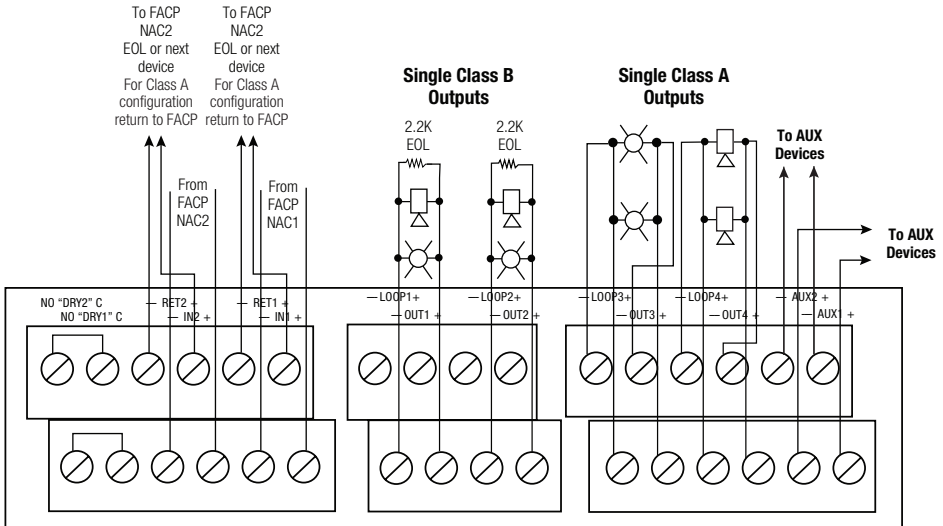 To FACP
NAC2
EOL or next
device
For Class A
configuration
return to FACP
To FACP
NAC2
EOL or next
device
For Class A
configuration
return to FACP
From
FACP
NAC2
From
FACP
NAC1
Single Class B
Outputs
2.2K
EOL
2.2K
EOL
Single Class A
Outputs
To AUX
Devices
To AUX
Devices
NO "DRY2" C
— RET2 +
— RET1 +
—LOOP1+
—LOOP2+
—LOOP3+
—LOOP4+
— AUX2 +
NO "DRY1" C
— IN2 +
— IN1 +
—OUT1 +
—OUT2 +
—OUT3 +
—OUT4 +
— AUX1 +